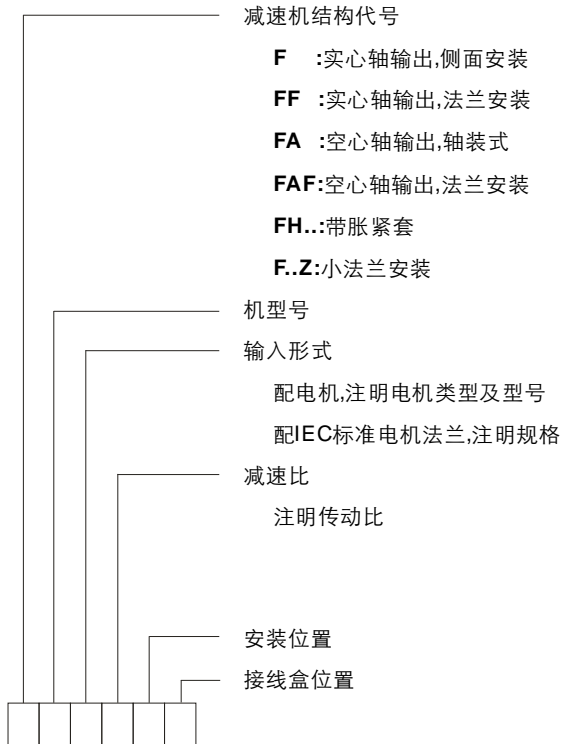 减速机结构代号
F :实心轴输出,侧面安装
FF :实心轴输出,法兰安装
FA :空心轴输出,轴装式
FAF:空心轴输出,法兰安装
FH..:带胀紧套
F..Z:小法兰安装
机型号
输入形式
配电机,注明电机类型及型号
配IEC标准电机法兰,注明规格
减速比
注明传动比
安装位置
接线盒位置